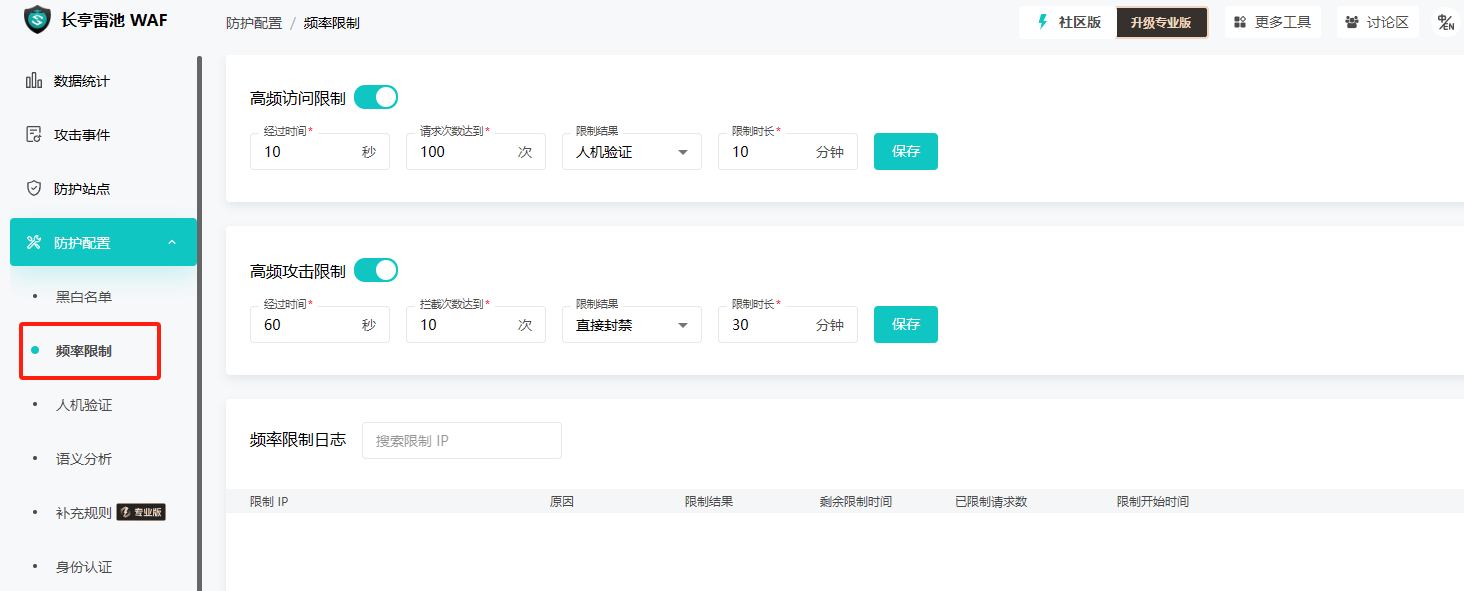 长亭雷池 WAF
防护配置 / 频率限制
社区版
升级专业版
更多工具
讨论区
中/EN
数据统计
攻击事件
防护站点
防护配置
黑白名单
频率限制
人机验证
语义分析
补充规则 专业版
身份认证
高频访问限制
经过时间* 请求次数达到* 限制结果 限制时长*
10 秒 100 次 人机验证 10 分钟 保存
高频攻击限制
经过时间* 拦截次数达到* 限制结果 限制时长*
60 秒 10 次 直接封禁 30 分钟 保存
频率限制日志 搜索限制 IP
限制 IP 原因 限制结果 剩余限制时间 已限制请求数 限制开始时间